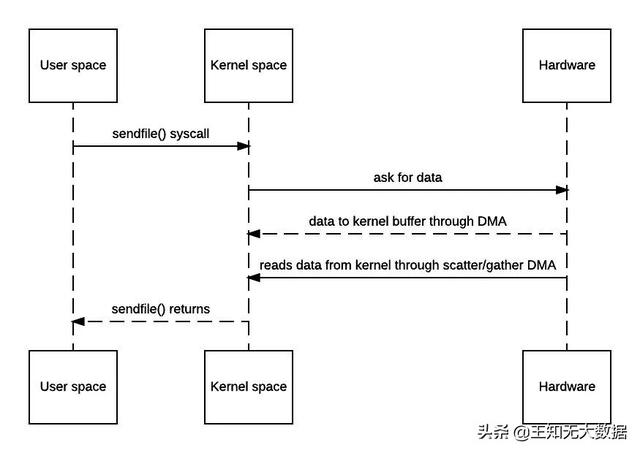 User space
Kernel space
Hardware
sendfile() syscall
ask for data
data to kernel buffer through DMA
reads data from kernel through scatter/gather DMA
sendfile() returns
User space
Kernel space
Hardware
头条 @王知无大数据